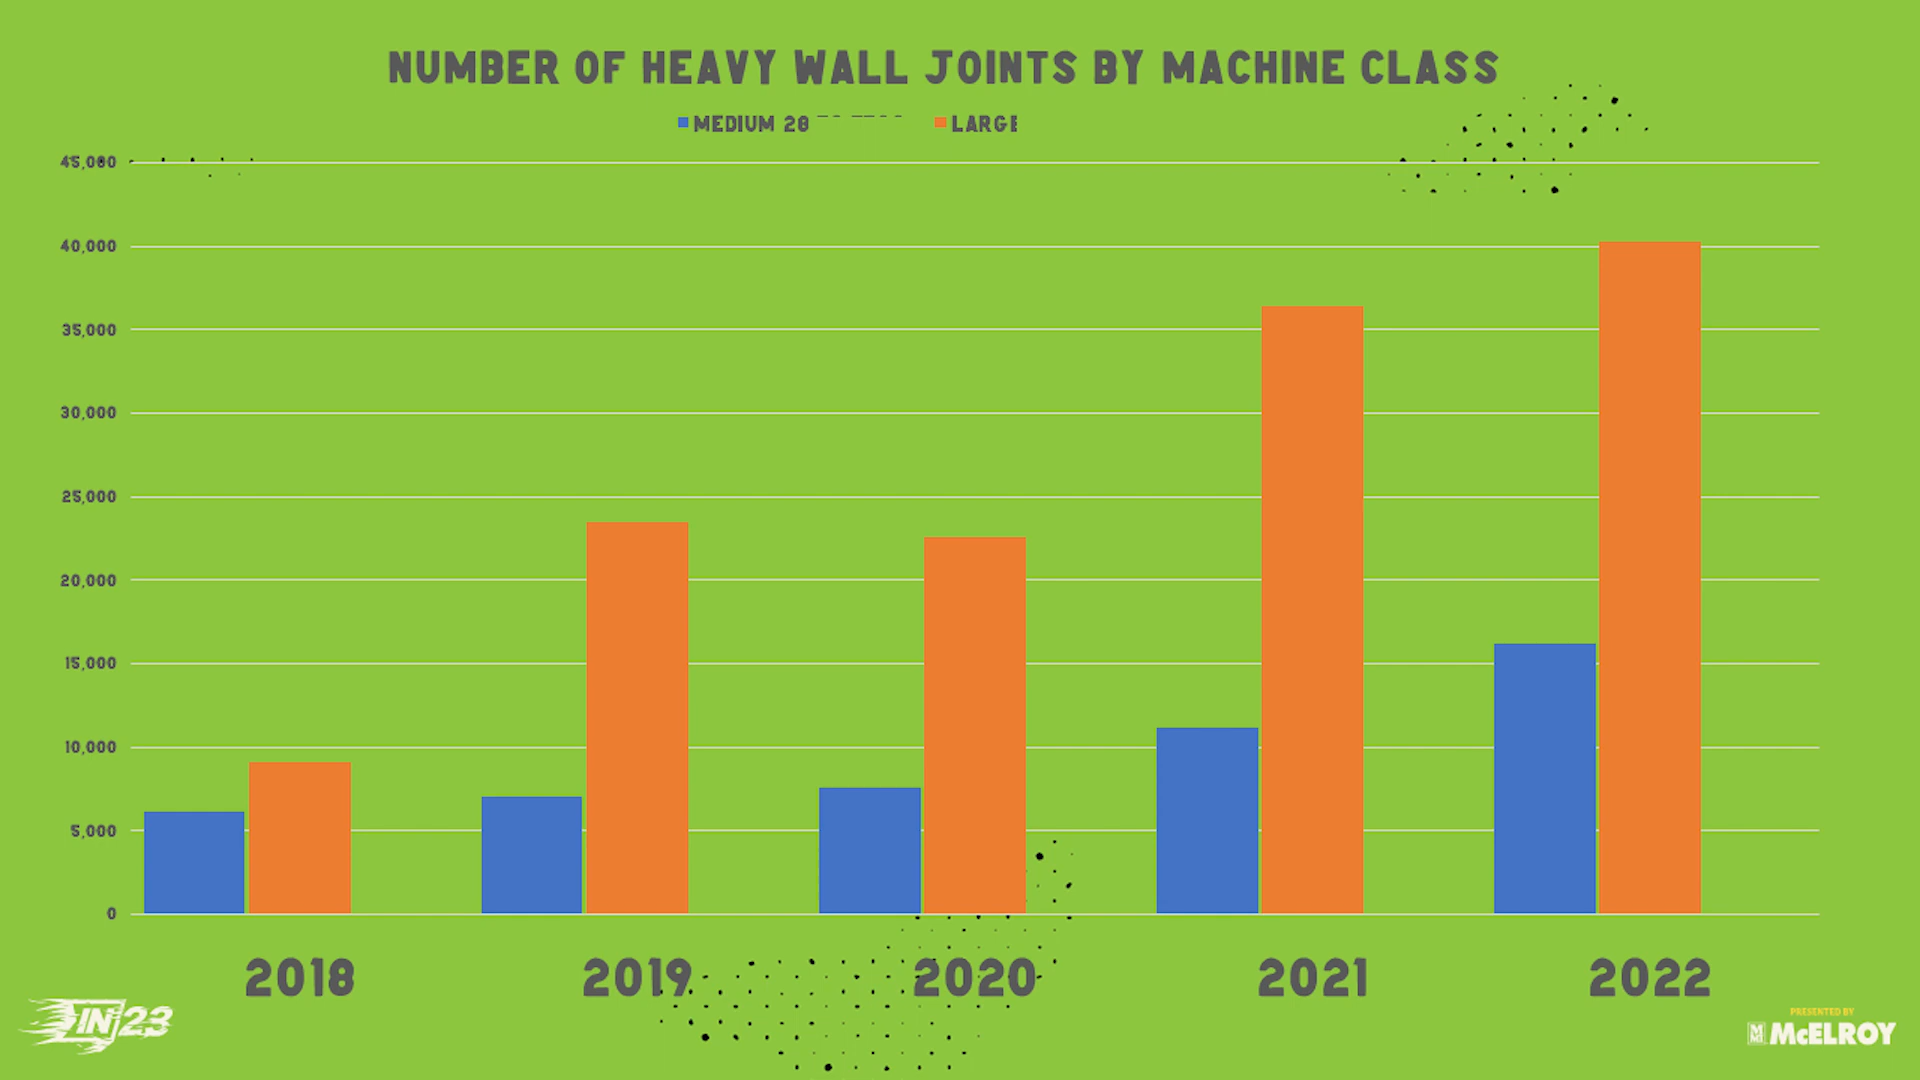 NUMBER OF HEAVY WALL JOINTS BY MACHINE CLASS
MEDIUM 28 LARGE
45,000
40,000
35,000
30,000
25,000
20,000
15,000
10,000
5,000
0
2018 2019 2020 2021 2022
IN23
PRESENTED BY
McELROY